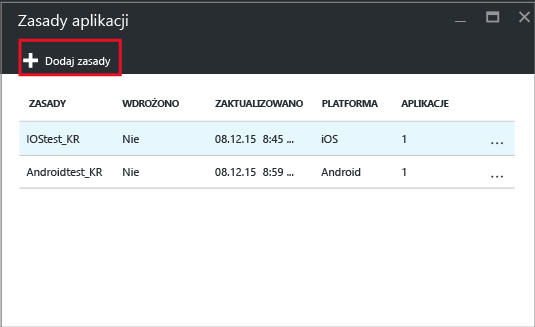 Zasady aplikacji
Dodaj zasady
ZASADY WDROŻONO ZAKTUALIZOWANO PLATFORMA APLIKACJE
IOStest_KR Nie 08.12.15 8:45 ... iOS 1 ...
Androidtest_KR Nie 08.12.15 8:59 ... Android 1 ...